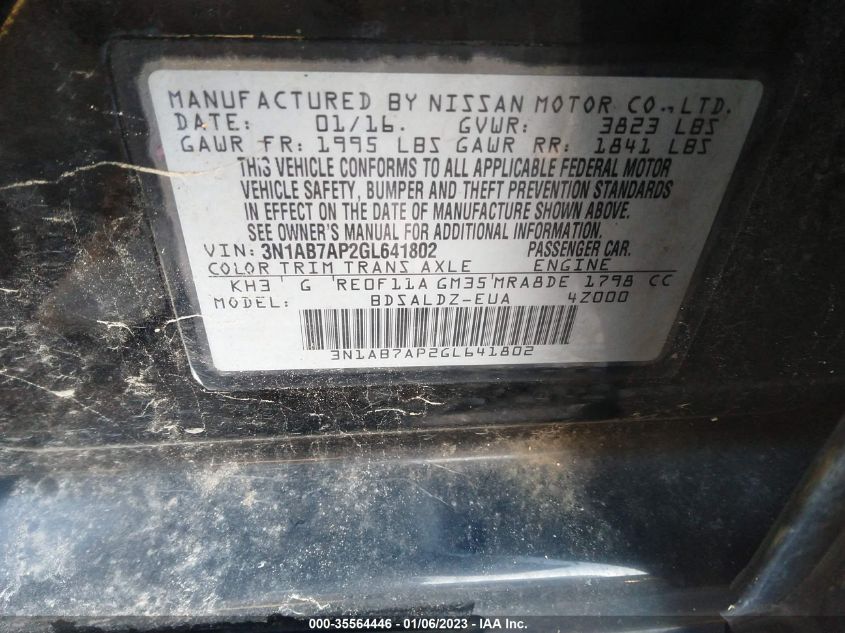 MANUFACTURED BY NISSAN MOTOR CO., LTD.
DATE: 01/16. GVWR: 3823 LBS
GAWR FR: 1995 LBS GAWR RR: 1841 LBS
THIS VEHICLE CONFORMS TO ALL APPLICABLE FEDERAL MOTOR
VEHICLE SAFETY, BUMPER AND THEFT PREVENTION STANDARDS
IN EFFECT ON THE DATE OF MANUFACTURE SHOWN ABOVE.
SEE OWNER'S MANUAL FOR ADDITIONAL INFORMATION
VIN: 3N1AB7AP2GL641802 PASSENGER CAR.
COLOR TRIM TRANS AXLE ENGINE
KH3 G RE0F11A GM35 MRA8DE 1798 CC
MODEL: BDSALDZ-EUA 4Z000
3N1AB7AP2GL641802
000-35564446 - 01/06/2023 - IAA Inc.